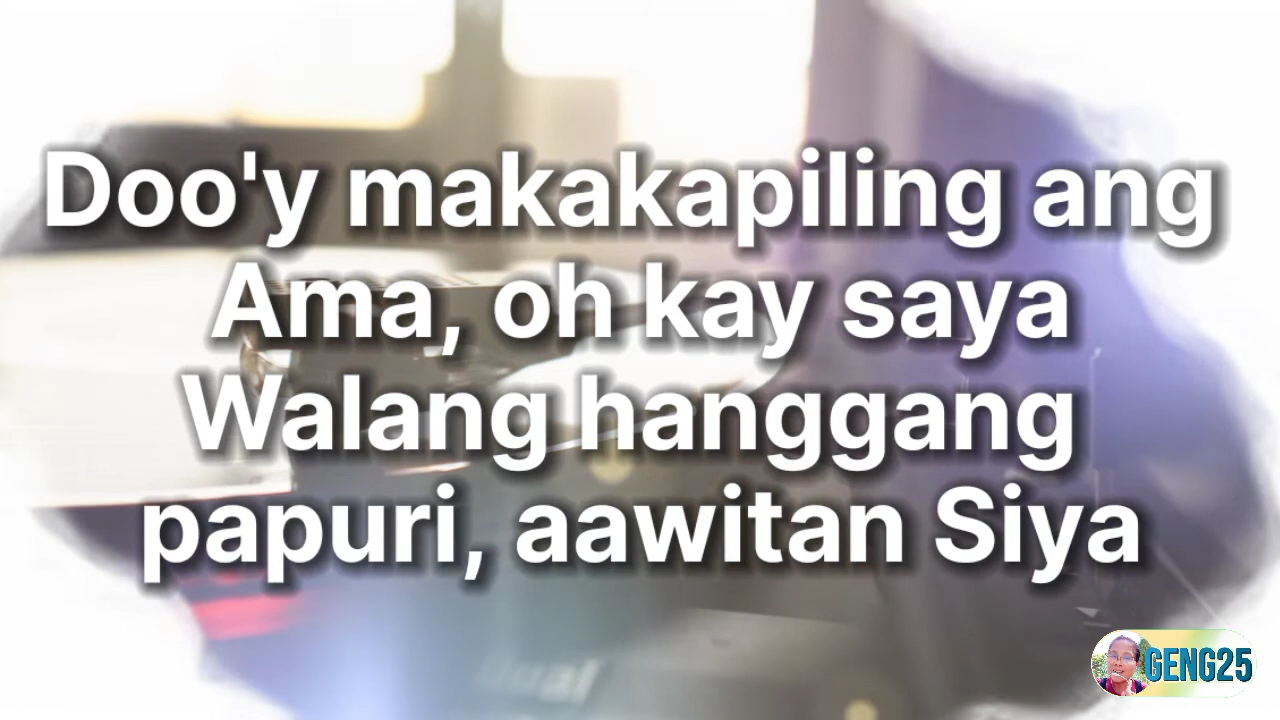 Doo'y makakapiling ang
Ama, oh kay saya
Walang hanggang
papuri, aawitan Siya
GENG25